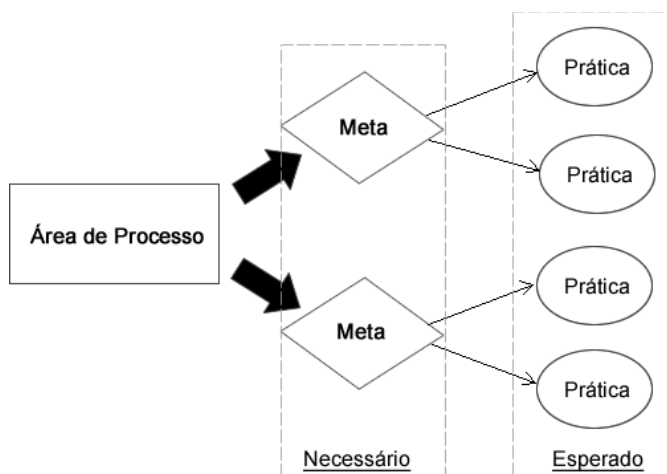 Prática
Meta
Prática
Área de Processo
Prática
Meta
Prática
Necessário
Esperado